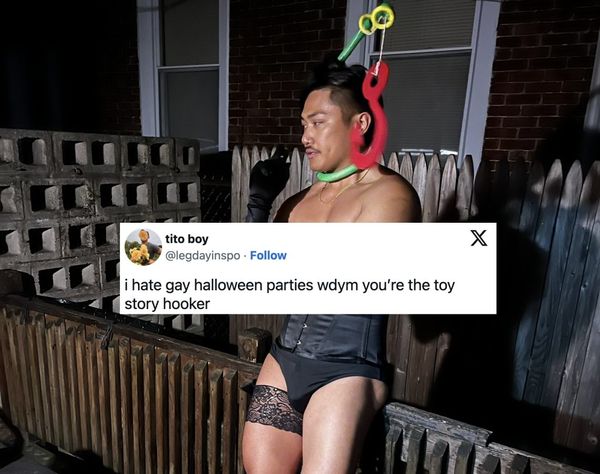 tito boy
@legdayinspo · Follow
X
i hate gay halloween parties wdym you're the toy
story hooker